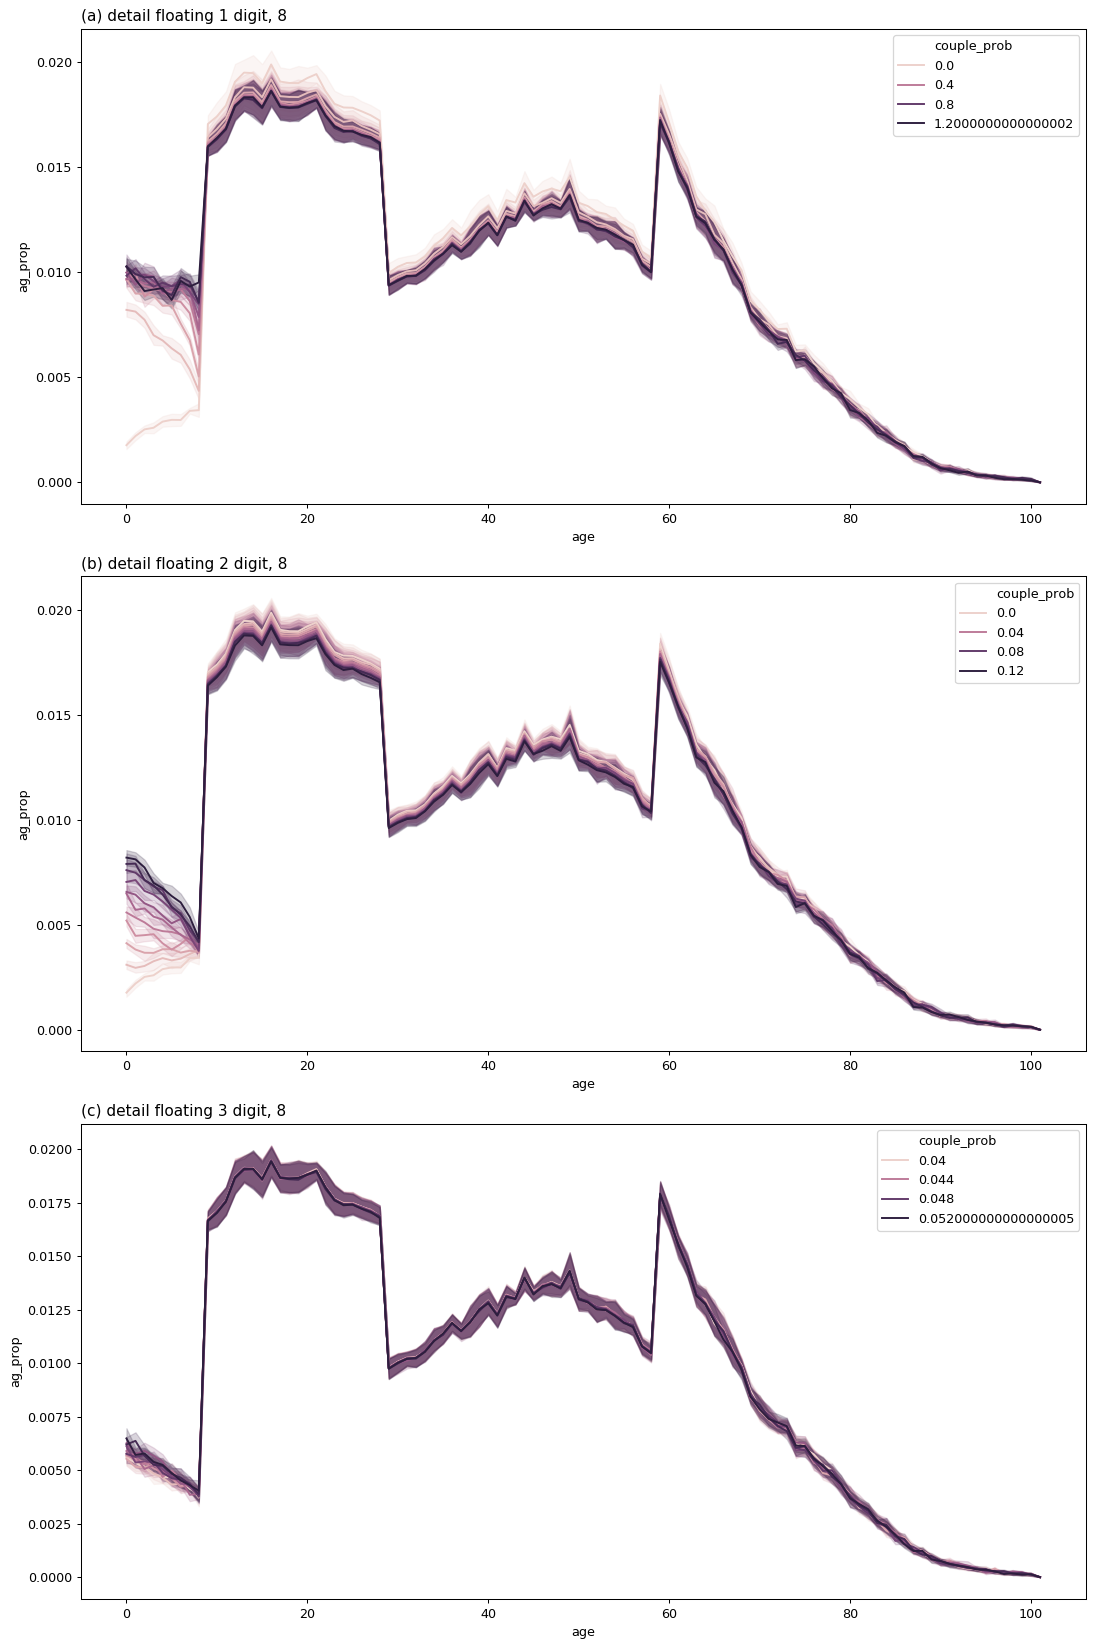 (a) detail floating 1 digit, 8
couple_prob
0.0
0.4
0.8
1.2000000000000002
0.020
0.015
0.010
0.005
0.000
ag_prop
0 20 40 60 80 100
age
(b) detail floating 2 digit, 8
couple_prob
0.0
0.04
0.08
0.12
0.020
0.015
0.010
0.005
0.000
ag_prop
0 20 40 60 80 100
age
(c) detail floating 3 digit, 8
couple_prob
0.04
0.044
0.048
0.052000000000000005
0.0200
0.0175
0.0150
0.0125
0.0100
0.0075
0.0050
0.0025
0.0000
ag_prop
0 20 40 60 80 100
age